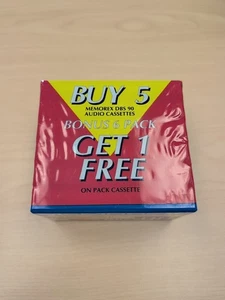 BUY 5
MEMOREX DBS 90
AUDIO CASSETTES
BONUS 6 PACK
GET 1
FREE
ON PACK CASSETTE